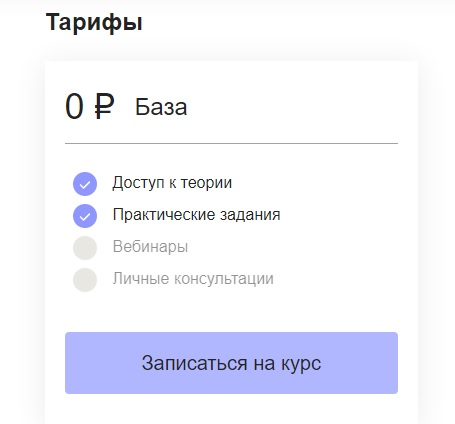 Тарифы
0 ₽ База
Доступ к теории
Практические задания
Вебинары
Личные консультации
Записаться на курс